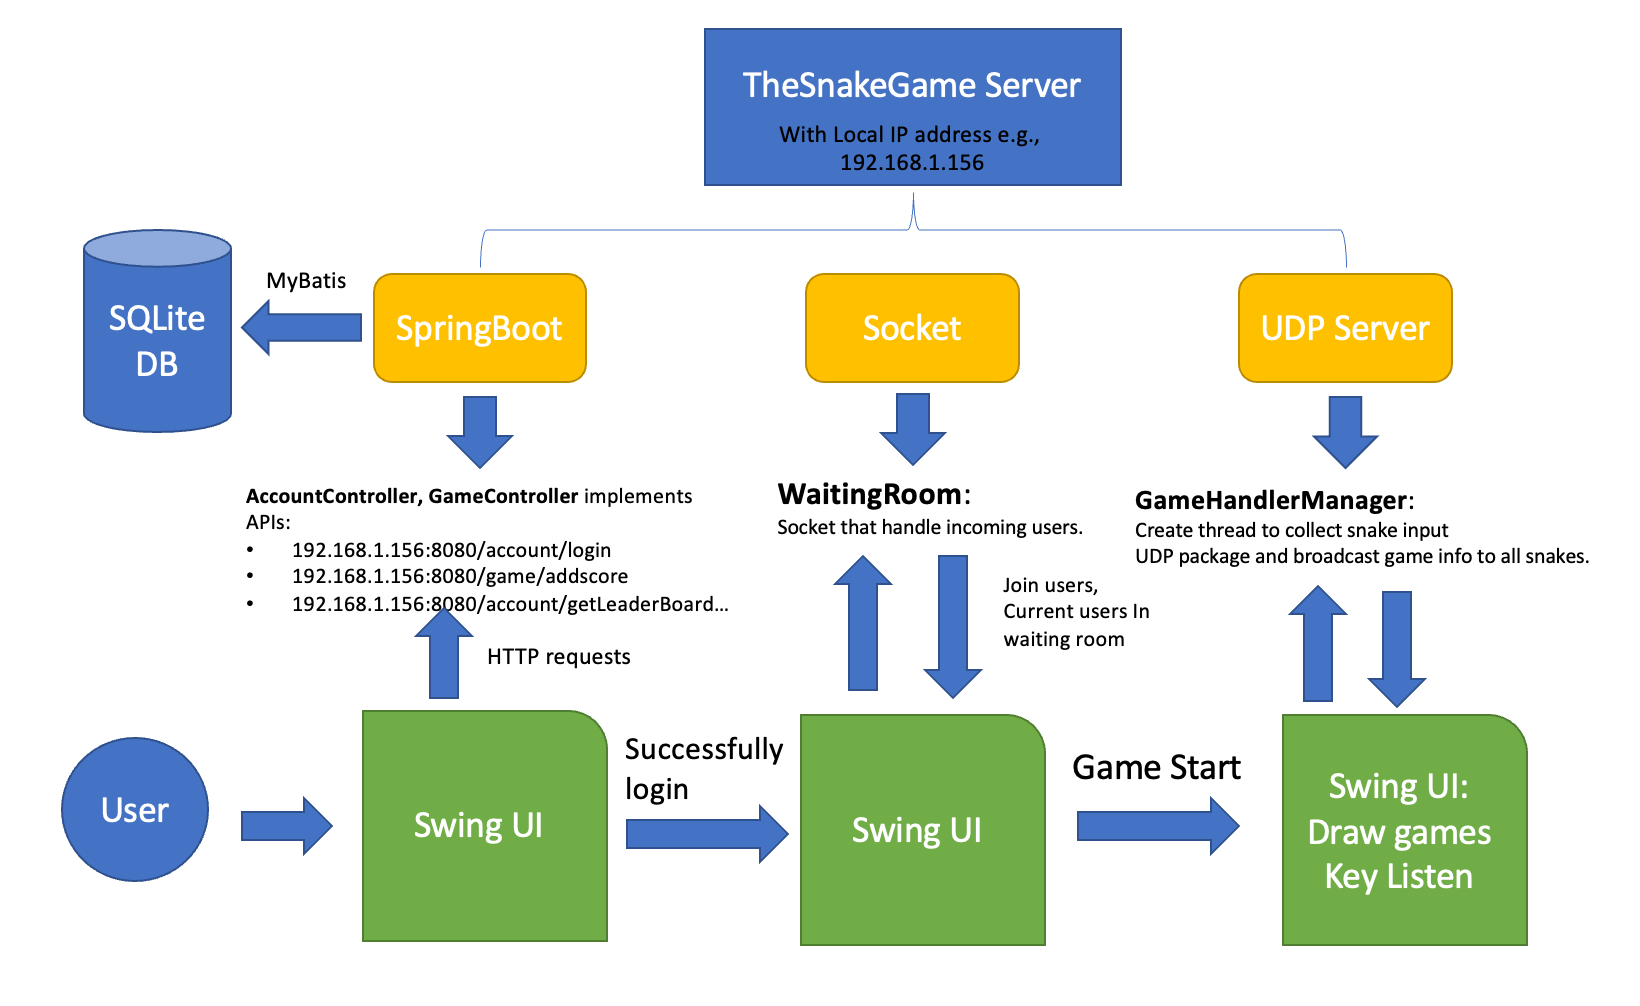 TheSnakeGame Server
With Local IP address e.g.,
192.168.1.156
SQLite
DB
MyBatis
SpringBoot
Socket
UDP Server
AccountController, GameController implements
APIs:
• 192.168.1.156:8080/account/login
• 192.168.1.156:8080/game/addscore
• 192.168.1.156:8080/account/getLeaderBoard...
HTTP requests
WaitingRoom:
Socket that handle incoming users.
Join users,
Current users In
waiting room
GameHandlerManager:
Create thread to collect snake input
UDP package and broadcast game info to all snakes.
User
Swing UI
Successfully
login
Swing UI
Game Start
Swing UI:
Draw games
Key Listen